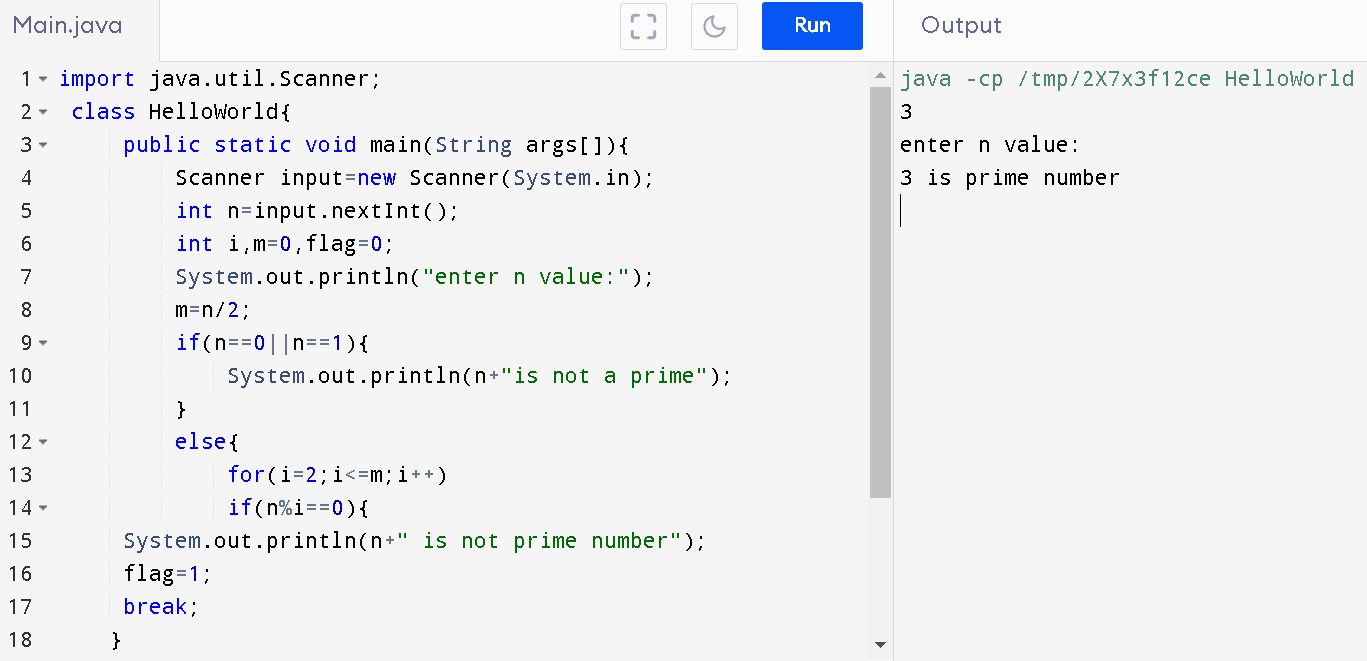 Main.java
Run
Output
1 import java.util.Scanner;
2 class HelloWorld{
3 public static void main(String args[]){
4 Scanner input=new Scanner(System.in);
5 int n=input.nextInt();
6 int i,m=0,flag=0;
7 System.out.println("enter n value:");
8 m=n/2;
9 if(n==0||n==1){
10 System.out.println(n+"is not a prime");
11 }
12 else{
13 for(i=2;i<=m;i++)
14 if(n%i==0){
15 System.out.println(n+" is not prime number");
16 flag=1;
17 break;
18 }
java -cp /tmp/2X7x3f12ce HelloWorld
3
enter n value:
3 is prime number